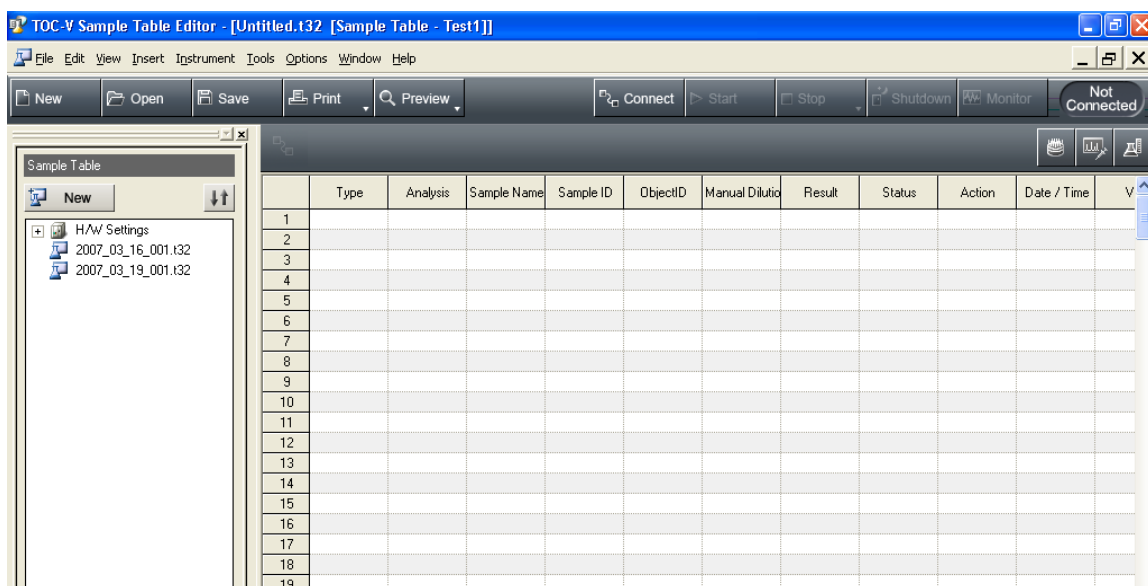 TOC-V Sample Table Editor - [Untitled.t32 [Sample Table - Test1]]
File Edit View Insert Instrument Tools Options Window Help
New Open Save Print Preview Connect Start Stop Shutdown Monitor Not Connected
Sample Table
New
H/W Settings
2007_03_16_001.t32
2007_03_19_001.t32
Type Analysis Sample Name Sample ID ObjectID Manual Dilutio Result Status Action Date / Time V
1
2
3
4
5
6
7
8
9
10
11
12
13
14
15
16
17
18
19